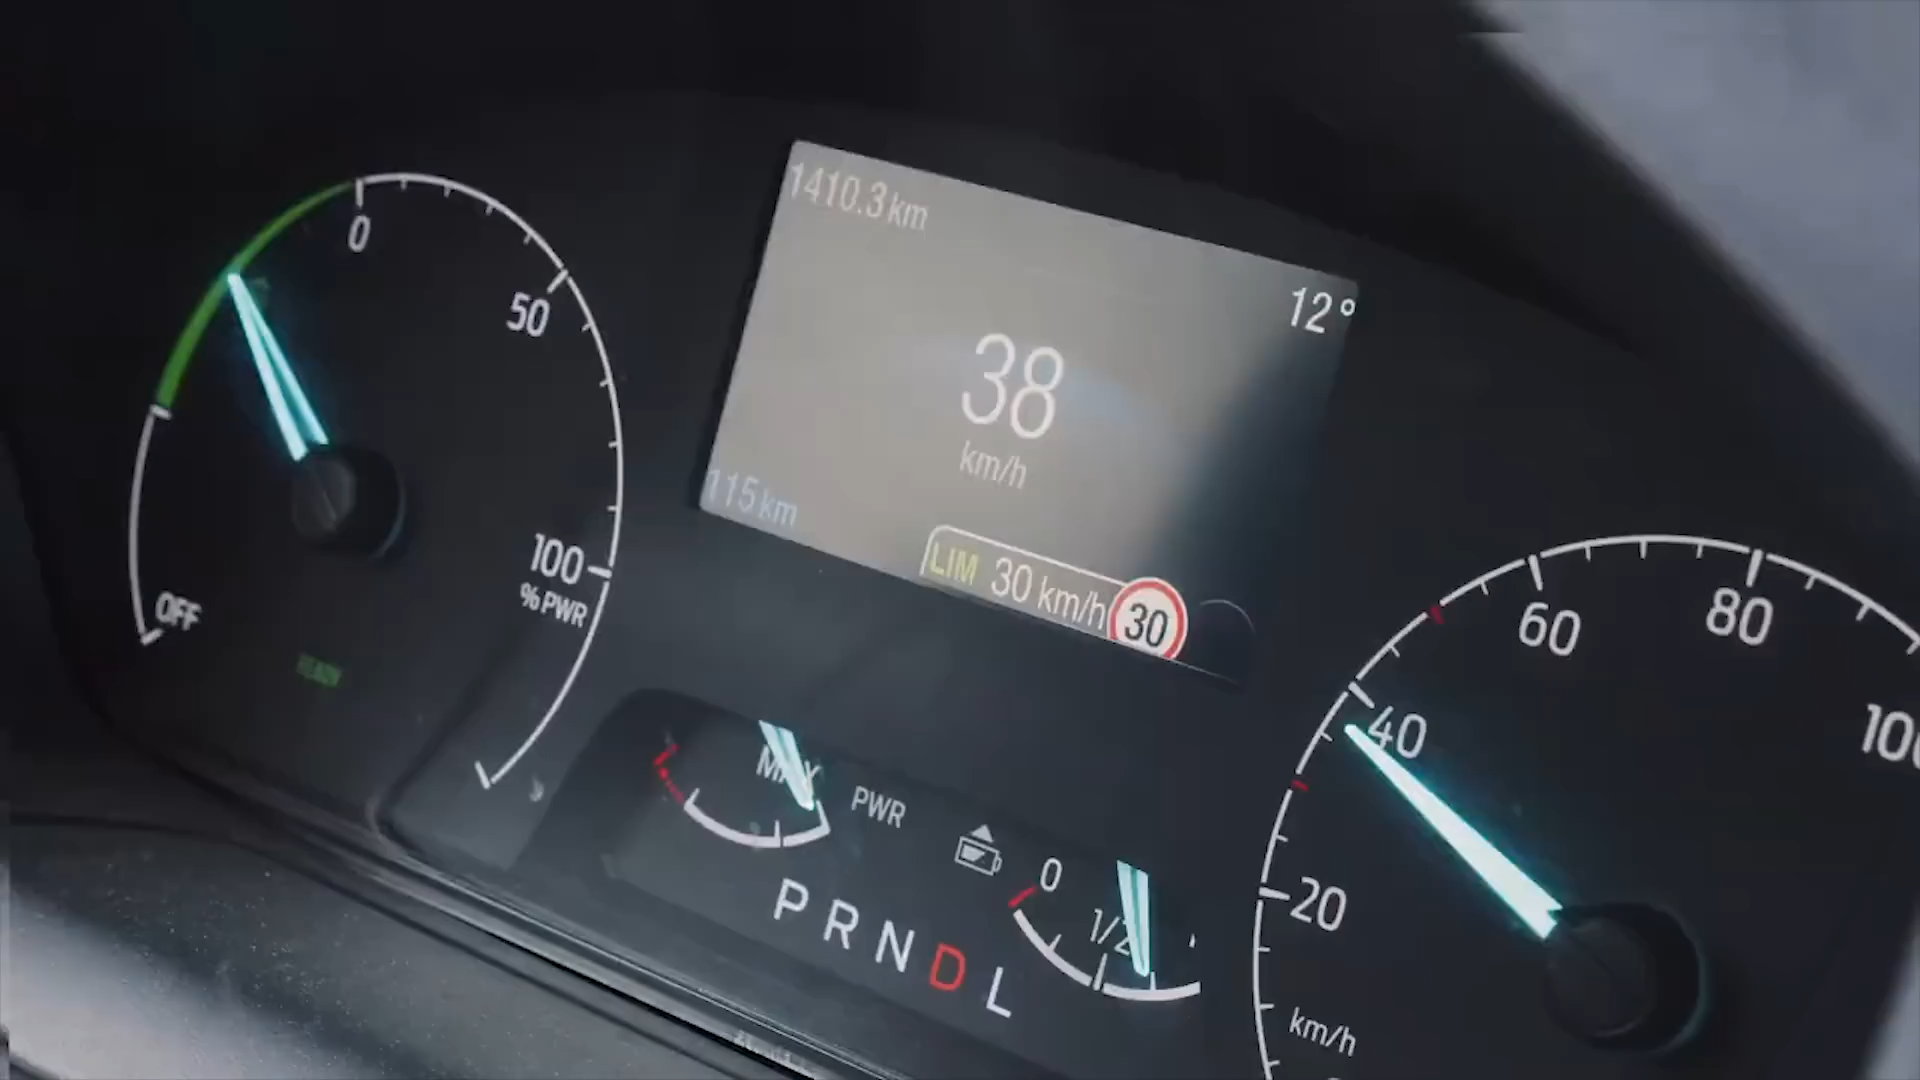 0
50
100
% PWR
OFF
READY
1410.3 km
12°
38
km/h
115 km
LIM 30 km/h 30
MAX
PWR
0
1/2
P R N D L
20
40
60
80
km/h